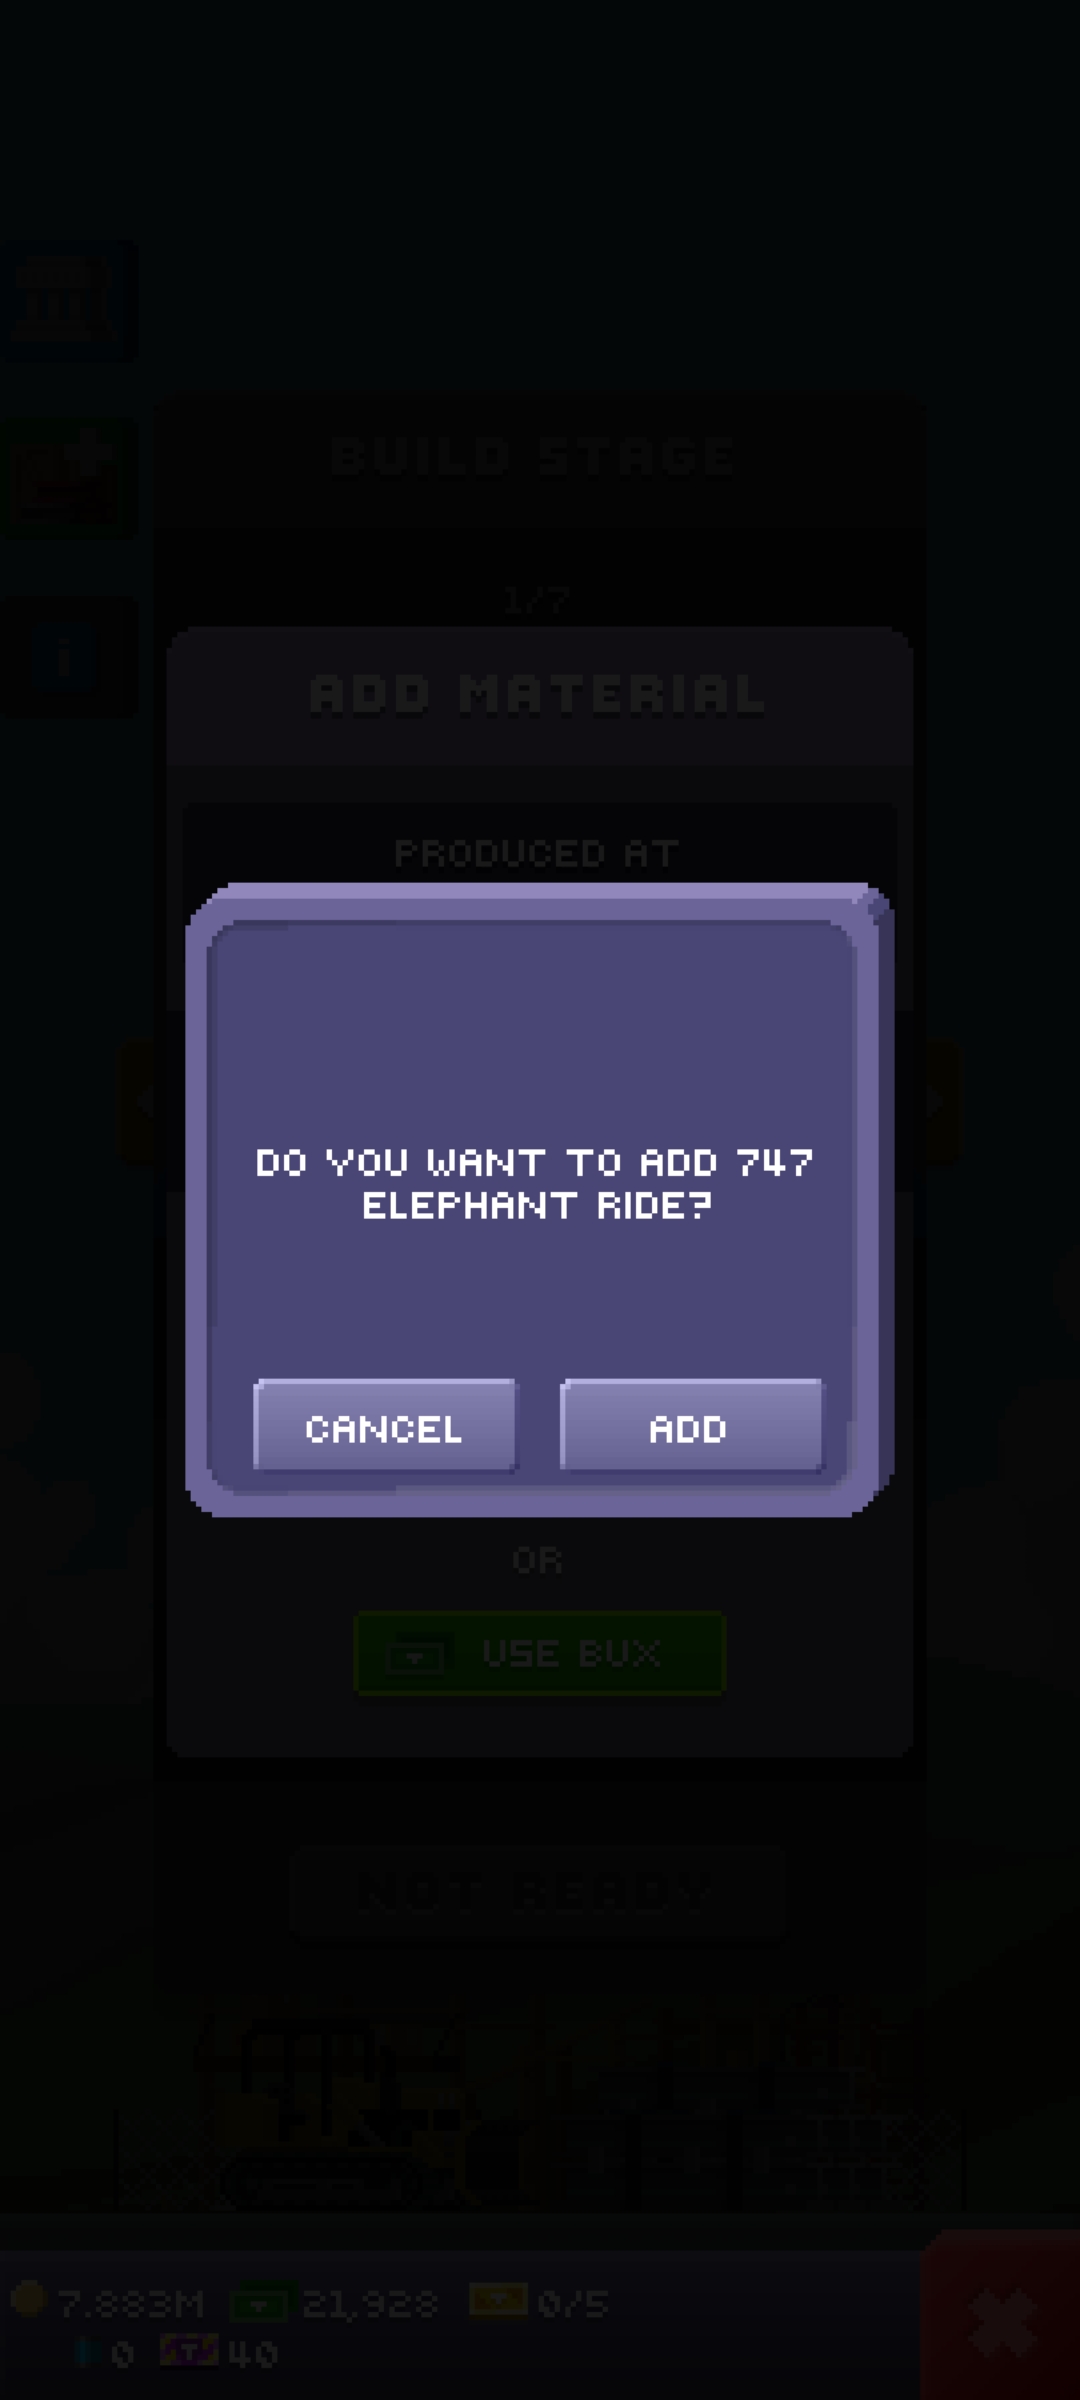 BUILD STAGE
1/7
ADD MATERIAL
PRODUCED AT
DO YOU WANT TO ADD 747
ELEPHANT RIDE?
CANCEL
ADD
OR
USE BUX
NOT READY
7.883M
21,928
0/5
0
40